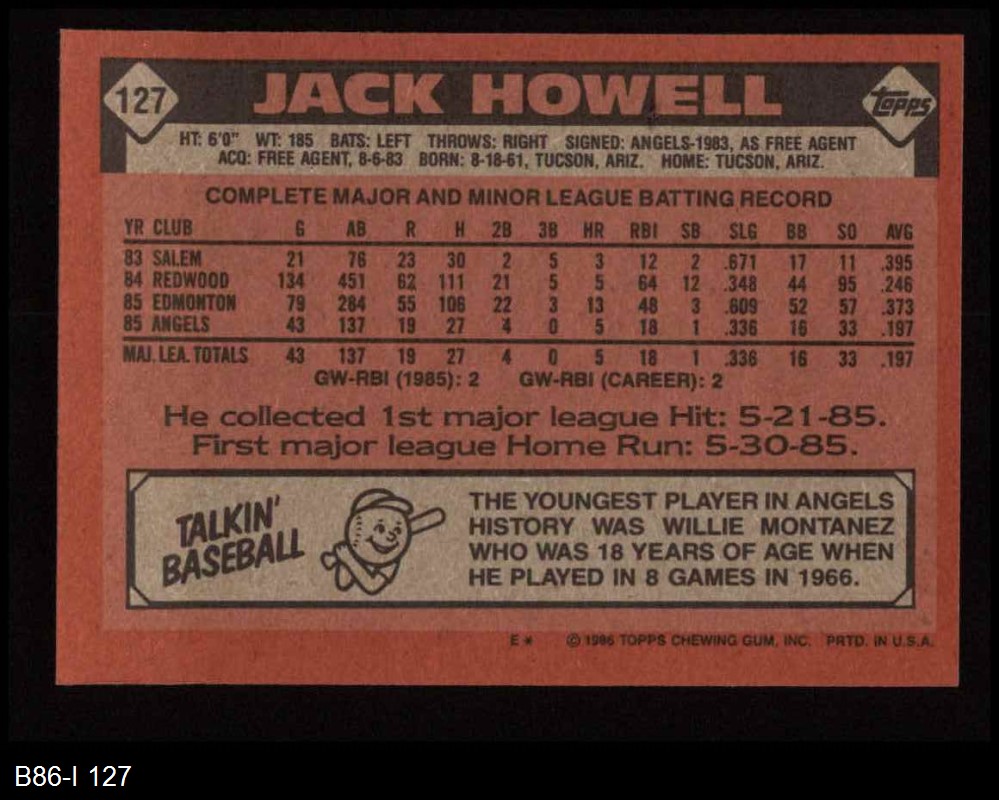 127 JACK HOWELL Topps
HT: 6'0" WT: 185 BATS: LEFT THROWS: RIGHT SIGNED: ANGELS-1983, AS FREE AGENT
ACQ: FREE AGENT, 8-6-83 BORN: 8-18-61, TUCSON, ARIZ. HOME: TUCSON, ARIZ.
COMPLETE MAJOR AND MINOR LEAGUE BATTING RECORD
YR CLUB G AB R H 2B 3B HR RBI SB SLG BB SO AVG
83 SALEM 21 76 23 30 2 5 3 12 2 .671 17 11 .395
84 REDWOOD 134 451 62 111 21 5 5 64 12 .348 44 95 .246
85 EDMONTON 79 284 55 106 22 3 13 48 3 .609 52 57 .373
85 ANGELS 43 137 19 27 4 0 5 18 1 .336 16 33 .197
MAJ. LEA. TOTALS 43 137 19 27 4 0 5 18 1 .336 16 33 .197
GW-RBI (1985): 2 GW-RBI (CAREER): 2
He collected 1st major league Hit: 5-21-85.
First major league Home Run: 5-30-85.
TALKIN'
BASEBALL
THE YOUNGEST PLAYER IN ANGELS
HISTORY WAS WILLIE MONTANEZ
WHO WAS 18 YEARS OF AGE WHEN
HE PLAYED IN 8 GAMES IN 1966.
E * © 1986 TOPPS CHEWING GUM, INC. PRTD. IN U.S.A.
B86-I 127